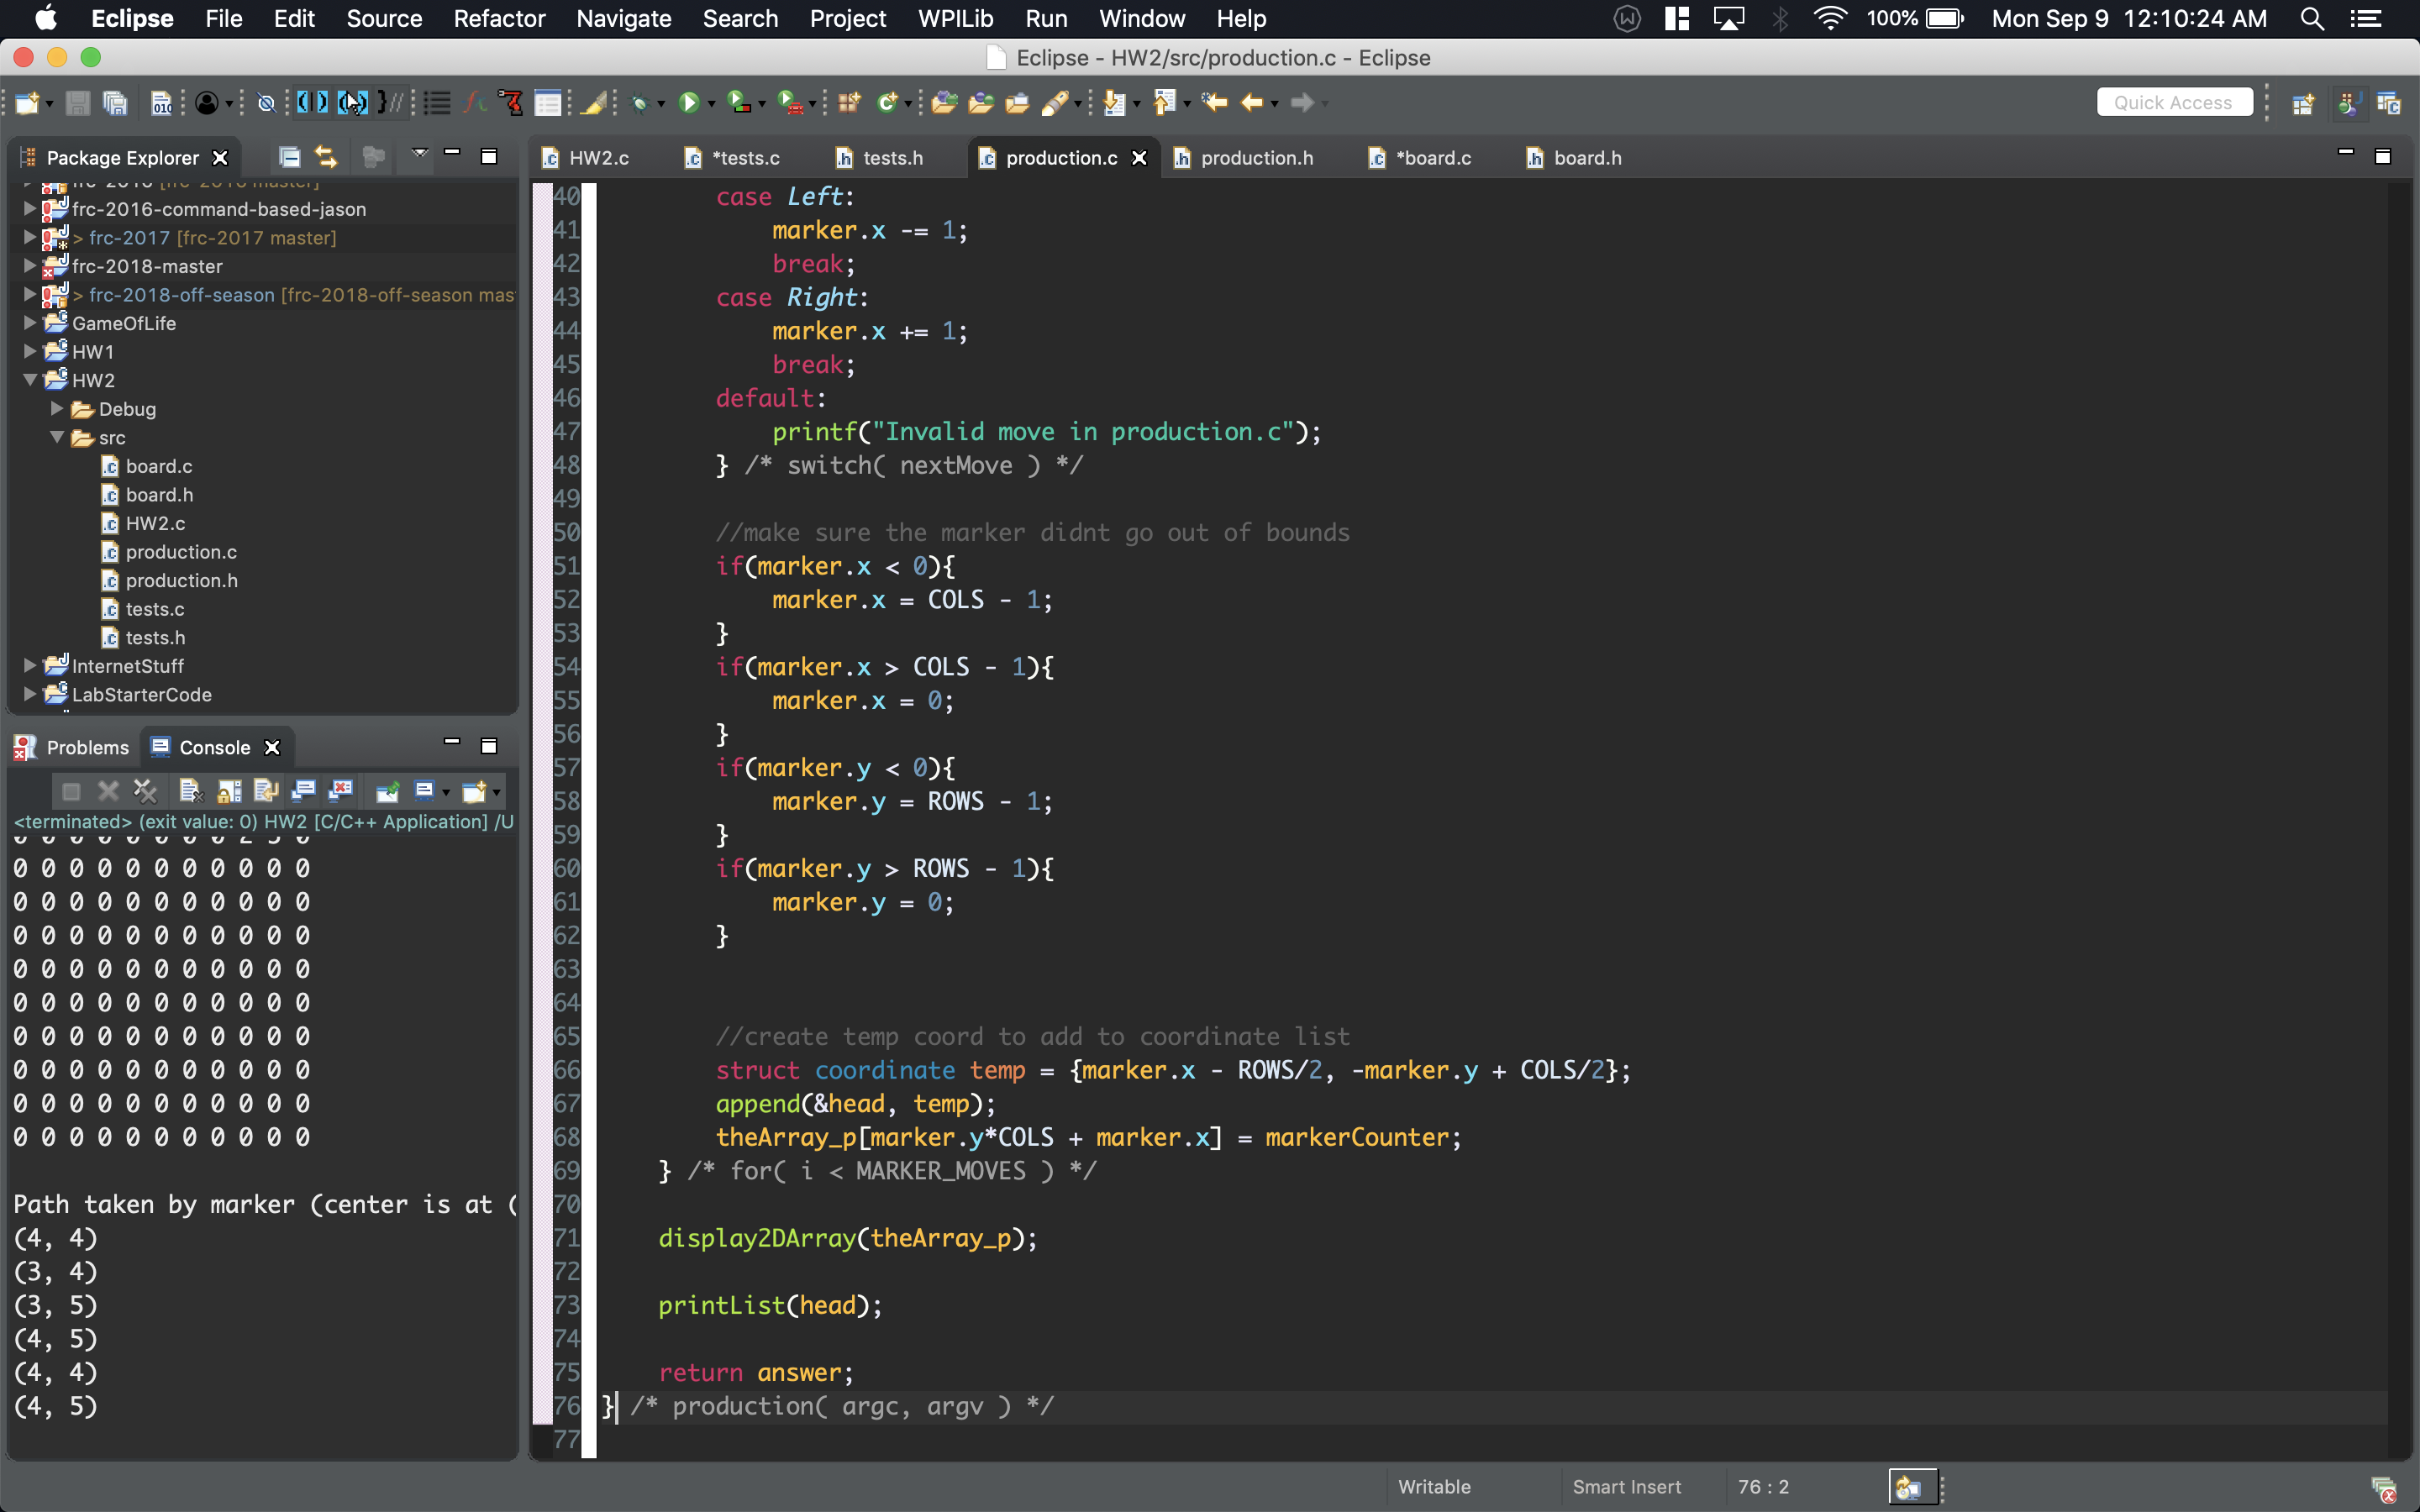 Eclipse File Edit Source Refactor Navigate Search Project WPILib Run Window Help 100% Mon Sep 9 12:10:24 AM
Eclipse - HW2/src/production.c - Eclipse
Quick Access
Package Explorer
HW2.c *tests.c tests.h production.c production.h *board.c board.h
frc-2016-command-based-jason
> frc-2017 [frc-2017 master]
frc-2018-master
> frc-2018-off-season [frc-2018-off-season mas
GameOfLife
HW1
HW2
Debug
src
board.c
board.h
HW2.c
production.c
production.h
tests.c
tests.h
InternetStuff
LabStarterCode
Problems Console
<terminated> (exit value: 0) HW2 [C/C++ Application] /U
0 0 0 0 0 0 0 0 0 0 0
0 0 0 0 0 0 0 0 0 0 0
0 0 0 0 0 0 0 0 0 0 0
0 0 0 0 0 0 0 0 0 0 0
0 0 0 0 0 0 0 0 0 0 0
0 0 0 0 0 0 0 0 0 0 0
0 0 0 0 0 0 0 0 0 0 0
0 0 0 0 0 0 0 0 0 0 0
0 0 0 0 0 0 0 0 0 0 0
Path taken by marker (center is at (
(4, 4)
(3, 4)
(3, 5)
(4, 5)
(4, 4)
(4, 5)
40 case Left:
41 marker.x -= 1;
42 break;
43 case Right:
44 marker.x += 1;
45 break;
46 default:
47 printf("Invalid move in production.c");
48 } /* switch( nextMove ) */
49
50 //make sure the marker didnt go out of bounds
51 if(marker.x < 0){
52 marker.x = COLS - 1;
53 }
54 if(marker.x > COLS - 1){
55 marker.x = 0;
56 }
57 if(marker.y < 0){
58 marker.y = ROWS - 1;
59 }
60 if(marker.y > ROWS - 1){
61 marker.y = 0;
62 }
63
64
65 //create temp coord to add to coordinate list
66 struct coordinate temp = {marker.x - ROWS/2, -marker.y + COLS/2};
67 append(&head, temp);
68 theArray_p[marker.y*COLS + marker.x] = markerCounter;
69 } /* for( i < MARKER_MOVES ) */
70
71 display2DArray(theArray_p);
72
73 printList(head);
74
75 return answer;
76 } /* production( argc, argv ) */
77
Writable Smart Insert 76 : 2